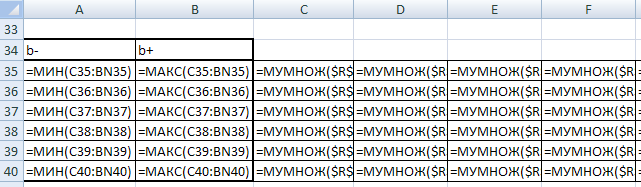 A B C D E F
33
34 b- b+
35 =МИН(C35:BN35) =МАКС(C35:BN35) =МУМНОЖ($R$ =МУМНОЖ($R =МУМНОЖ($R =МУМНОЖ($R =
36 =МИН(C36:BN36) =МАКС(C36:BN36) =МУМНОЖ($R$ =МУМНОЖ($R =МУМНОЖ($R =МУМНОЖ($R =
37 =МИН(C37:BN37) =МАКС(C37:BN37) =МУМНОЖ($R$ =МУМНОЖ($R =МУМНОЖ($R =МУМНОЖ($R =
38 =МИН(C38:BN38) =МАКС(C38:BN38) =МУМНОЖ($R$ =МУМНОЖ($R =МУМНОЖ($R =МУМНОЖ($R =
39 =МИН(C39:BN39) =МАКС(C39:BN39) =МУМНОЖ($R$ =МУМНОЖ($R =МУМНОЖ($R =МУМНОЖ($R =
40 =МИН(C40:BN40) =МАКС(C40:BN40) =МУМНОЖ($R$ =МУМНОЖ($R =МУМНОЖ($R =МУМНОЖ($R =